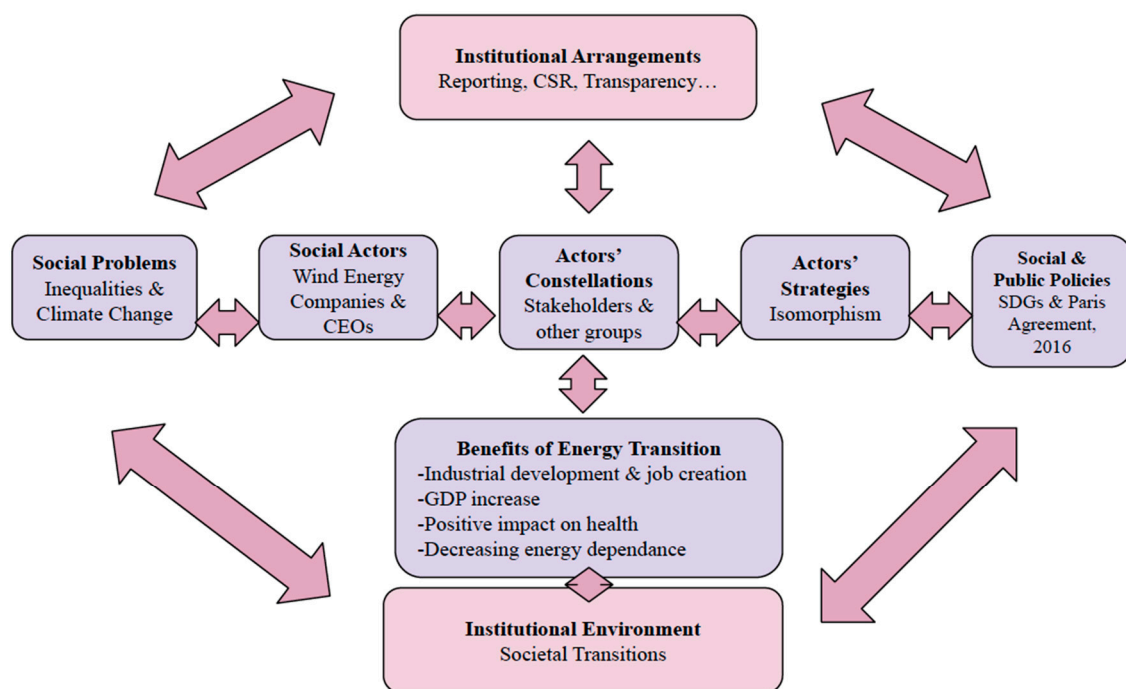 Institutional Arrangements
Reporting, CSR, Transparency…
Social Problems
Inequalities &
Climate Change
Social Actors
Wind Energy
Companies &
CEOs
Actors’
Constellations
Stakeholders &
other groups
Actors’
Strategies
Isomorphism
Social &
Public Policies
SDGs & Paris
Agreement,
2016
Benefits of Energy Transition
-Industrial development & job creation
-GDP increase
-Positive impact on health
-Decreasing energy dependance
Institutional Environment
Societal Transitions